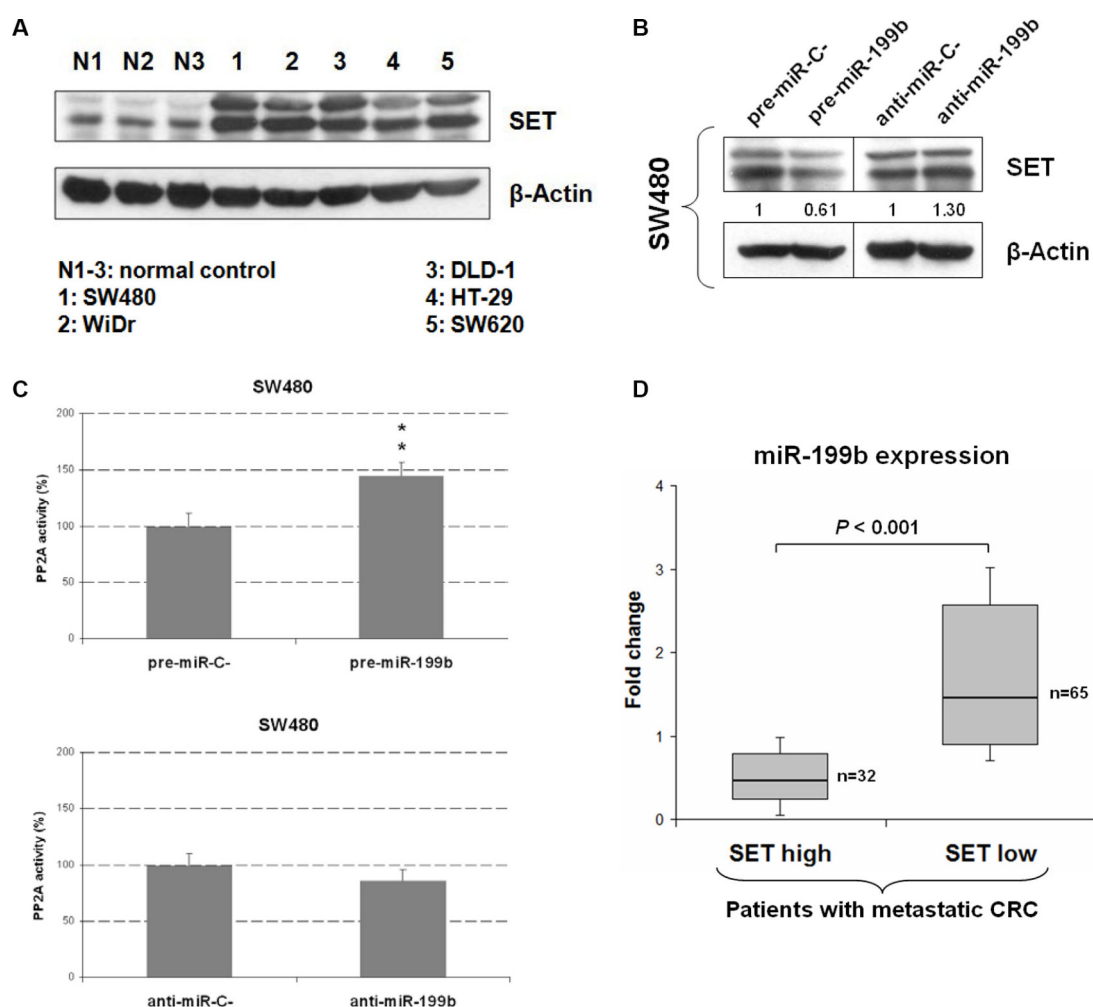 A
N1 N2 N3 1 2 3 4 5
SET
β-Actin
N1-3: normal control
1: SW480
2: WiDr
3: DLD-1
4: HT-29
5: SW620
B
pre-miR-C-
pre-miR-199b
anti-miR-C-
anti-miR-199b
SW480
SET
1 0.61 1 1.30
β-Actin
C
SW480
PP2A activity (%)
200
150
100
50
0
* *
pre-miR-C- pre-miR-199b
SW480
PP2A activity (%)
200
150
100
50
0
anti-miR-C- anti-miR-199b
D
miR-199b expression
Fold change
4
3
2
1
0
P < 0.001
n=32
n=65
SET high SET low
Patients with metastatic CRC